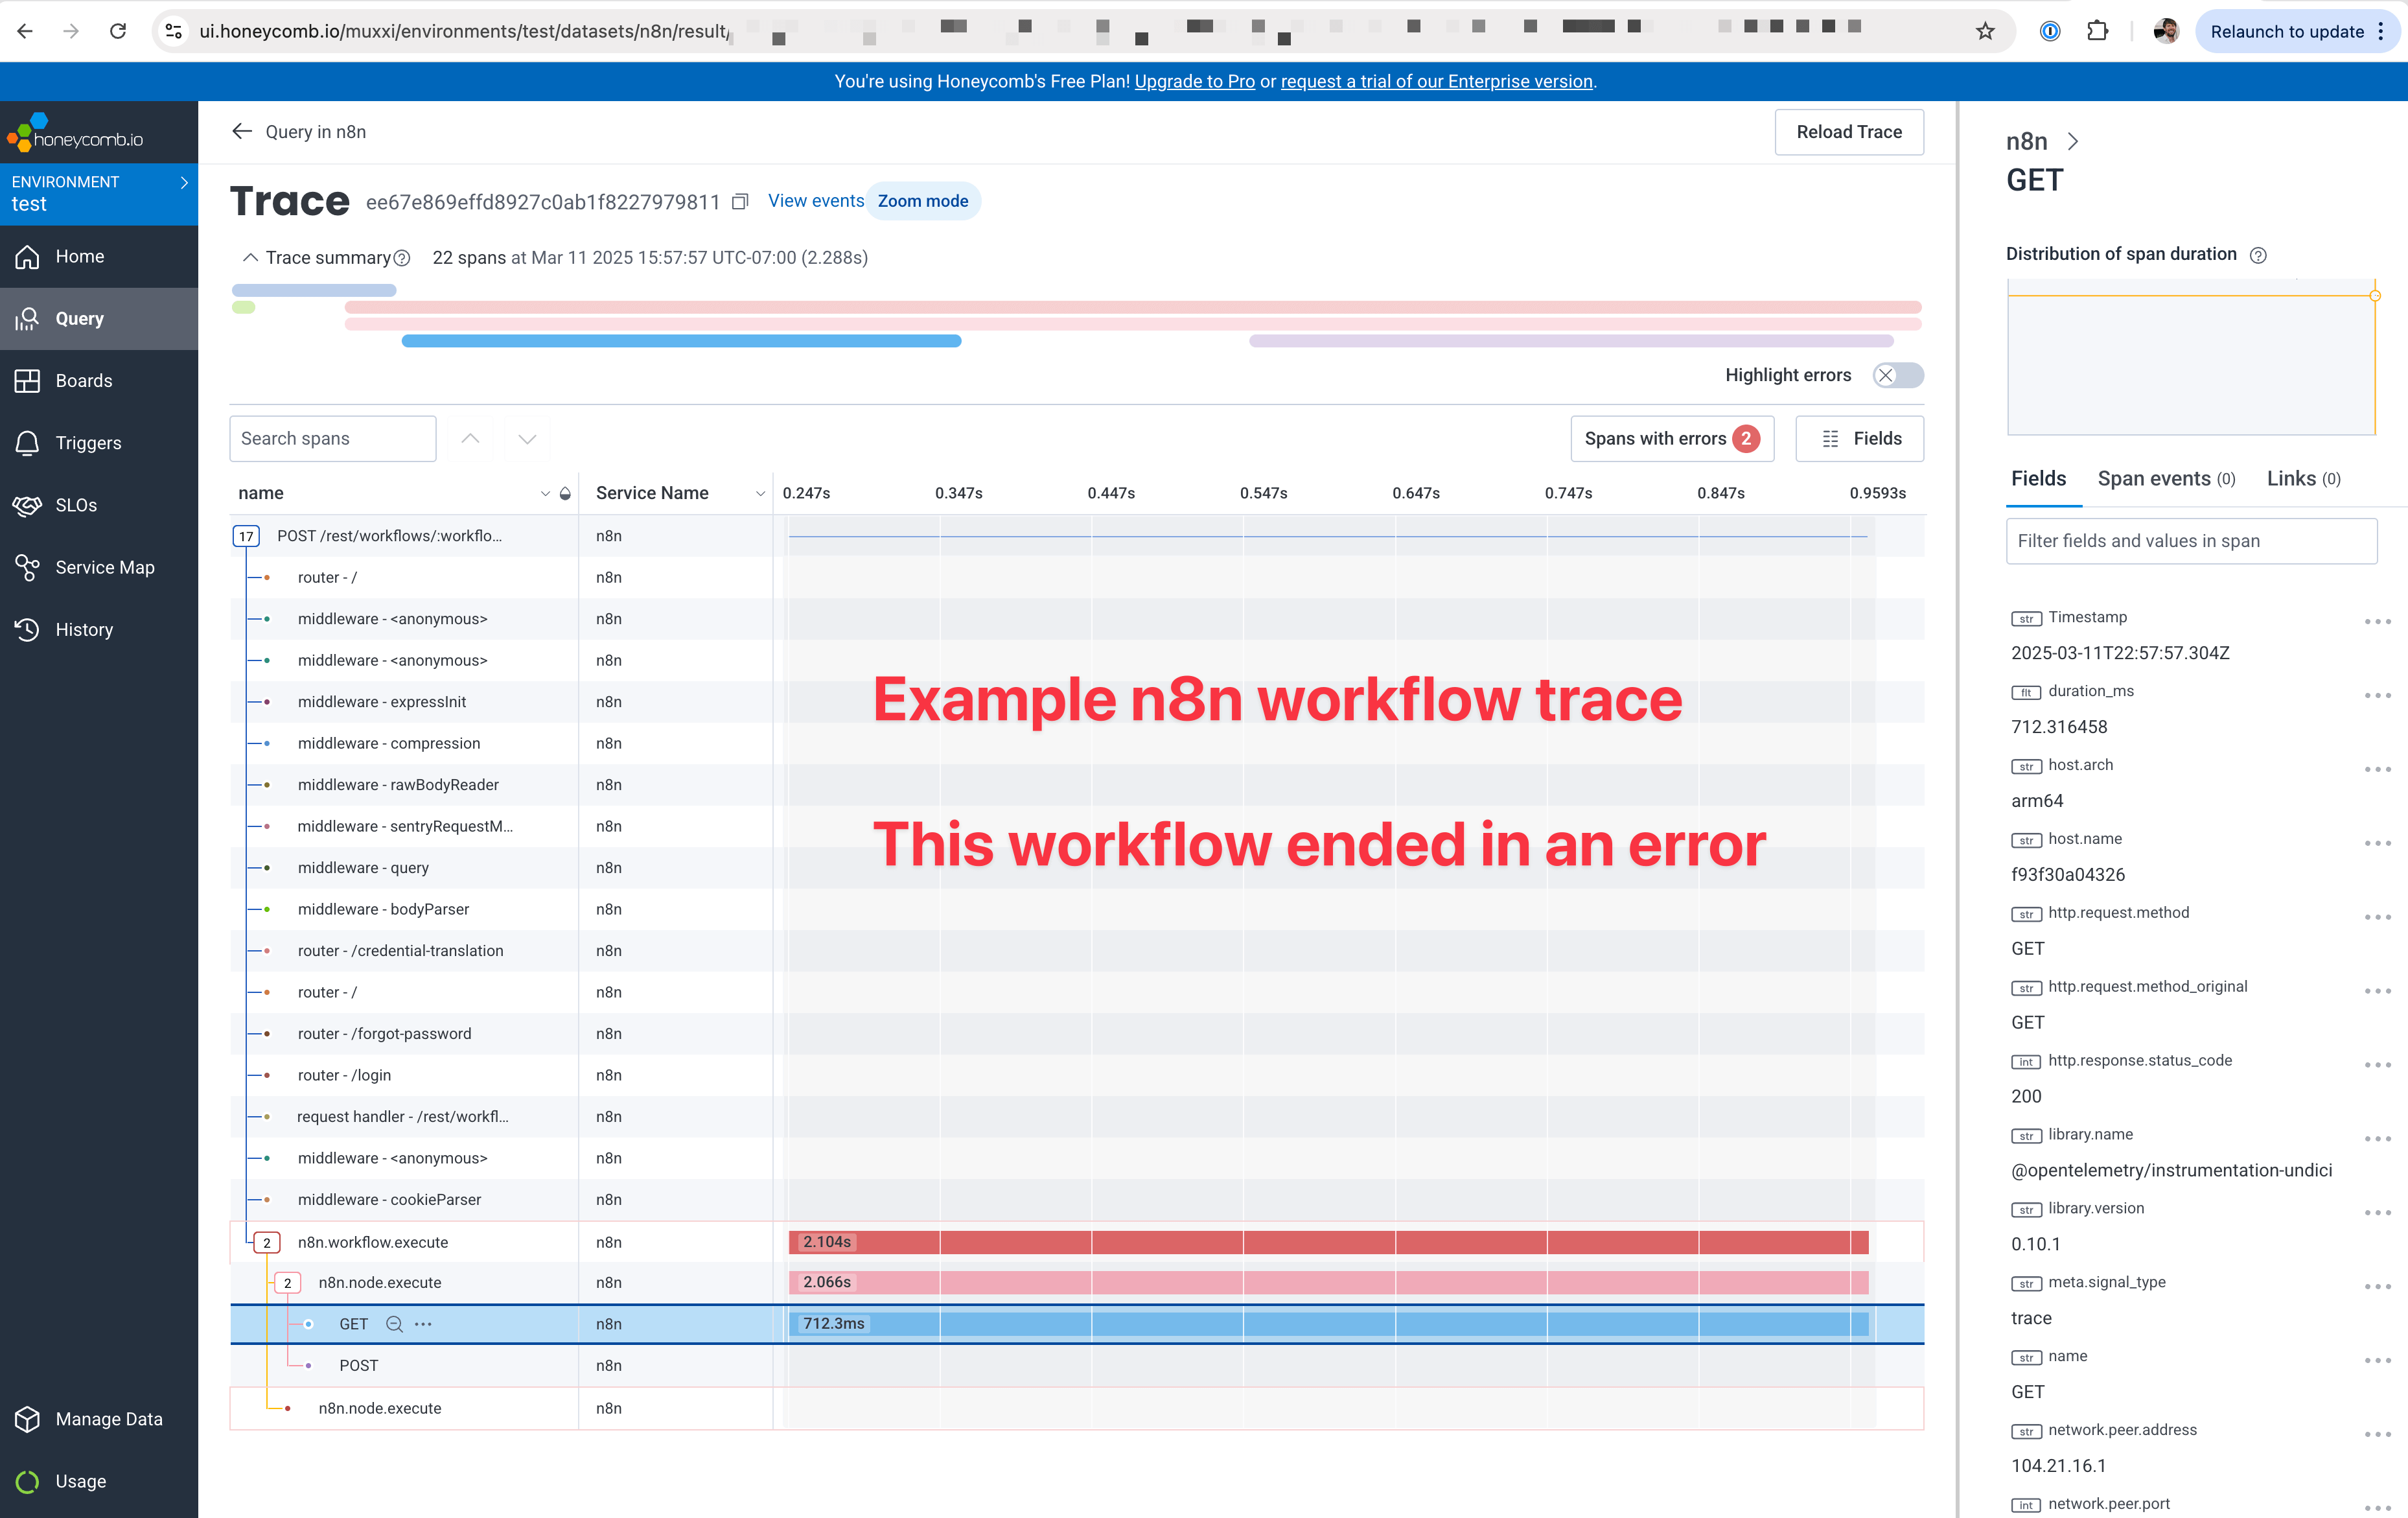 ui.honeycomb.io/muxxi/environments/test/datasets/n8n/result/
Relaunch to update
You're using Honeycomb's Free Plan! Upgrade to Pro or request a trial of our Enterprise version.
honeycomb.io
ENVIRONMENT
test
Home
Query
Boards
Triggers
SLOs
Service Map
History
Manage Data
Usage
Query in n8n
Reload Trace
Trace ee67e869effd8927c0ab1f8227979811 View events Zoom mode
Trace summary 22 spans at Mar 11 2025 15:57:57 UTC-07:00 (2.288s)
Highlight errors
Search spans
Spans with errors 2
Fields
name Service Name 0.247s 0.347s 0.447s 0.547s 0.647s 0.747s 0.847s 0.9593s
17 POST /rest/workflows/:workflo... n8n
router - / n8n
middleware - <anonymous> n8n
middleware - <anonymous> n8n
middleware - expressInit n8n
middleware - compression n8n
middleware - rawBodyReader n8n
middleware - sentryRequestM... n8n
middleware - query n8n
middleware - bodyParser n8n
router - /credential-translation n8n
router - / n8n
router - /forgot-password n8n
router - /login n8n
request handler - /rest/workfl... n8n
middleware - <anonymous> n8n
middleware - cookieParser n8n
2 n8n.workflow.execute n8n 2.104s
2 n8n.node.execute n8n 2.066s
GET n8n 712.3ms
POST n8n
n8n.node.execute n8n
Example n8n workflow trace
This workflow ended in an error
n8n
GET
Distribution of span duration
Fields Span events (0) Links (0)
Filter fields and values in span
str Timestamp
2025-03-11T22:57:57.304Z
flt duration_ms
712.316458
str host.arch
arm64
str host.name
f93f30a04326
str http.request.method
GET
str http.request.method_original
GET
int http.response.status_code
200
str library.name
@opentelemetry/instrumentation-undici
str library.version
0.10.1
str meta.signal_type
trace
str name
GET
str network.peer.address
104.21.16.1
int network.peer.port